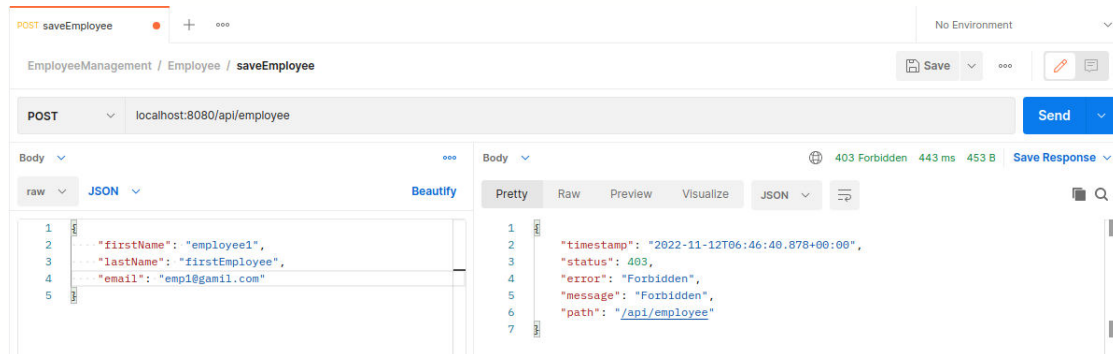 POST saveEmployee
No Environment
EmployeeManagement / Employee / saveEmployee
Save
POST
localhost:8080/api/employee
Send
Body
Body
403 Forbidden 443 ms 453 B
Save Response
raw
JSON
Beautify
Pretty
Raw
Preview
Visualize
JSON
1 {
2 "firstName": "employee1",
3 "lastName": "firstEmployee",
4 "email": "emp1@gamil.com"
5 }
1 {
2 "timestamp": "2022-11-12T06:46:40.878+00:00",
3 "status": 403,
4 "error": "Forbidden",
5 "message": "Forbidden",
6 "path": "/api/employee"
7 }